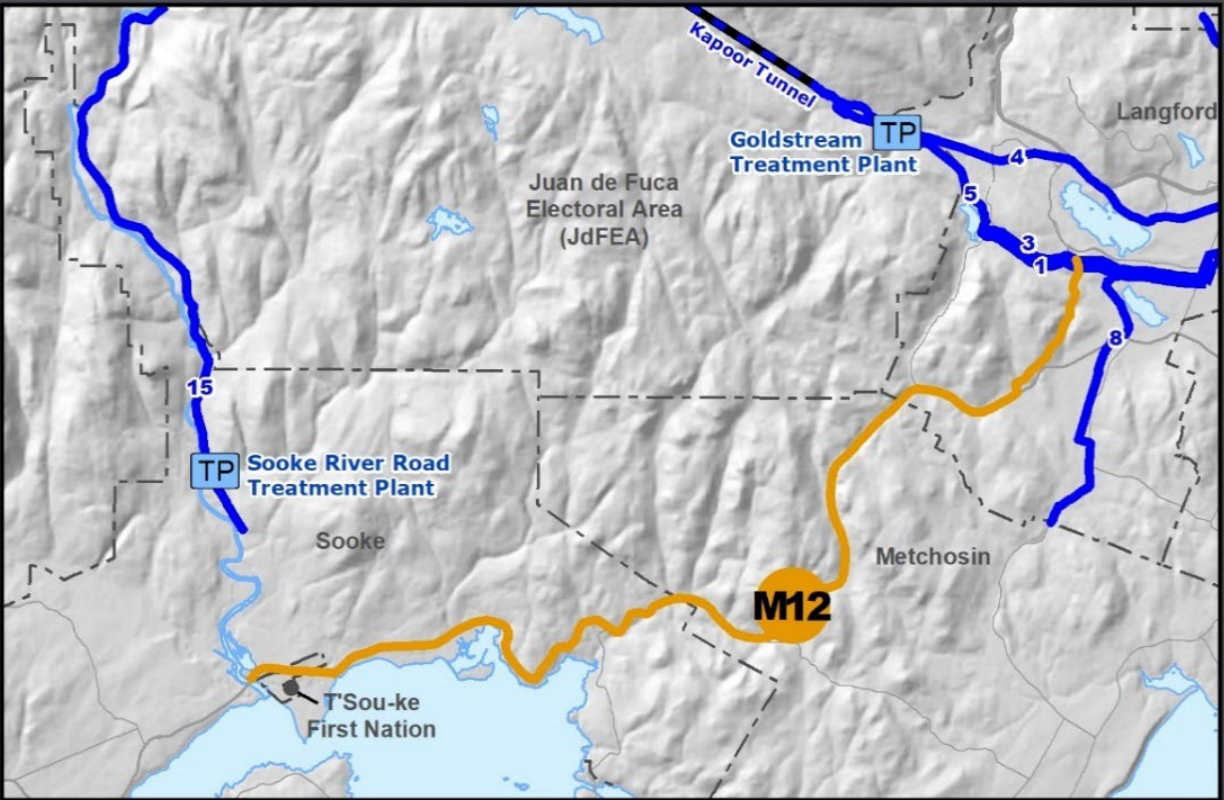 Kapoor Tunnel
Langford
TP
Goldstream
Treatment Plant
4
5
Juan de Fuca
Electoral Area
(JdFEA)
3
1
8
15
TP
Sooke River Road
Treatment Plant
Sooke
Metchosin
M12
T'Sou-ke
First Nation